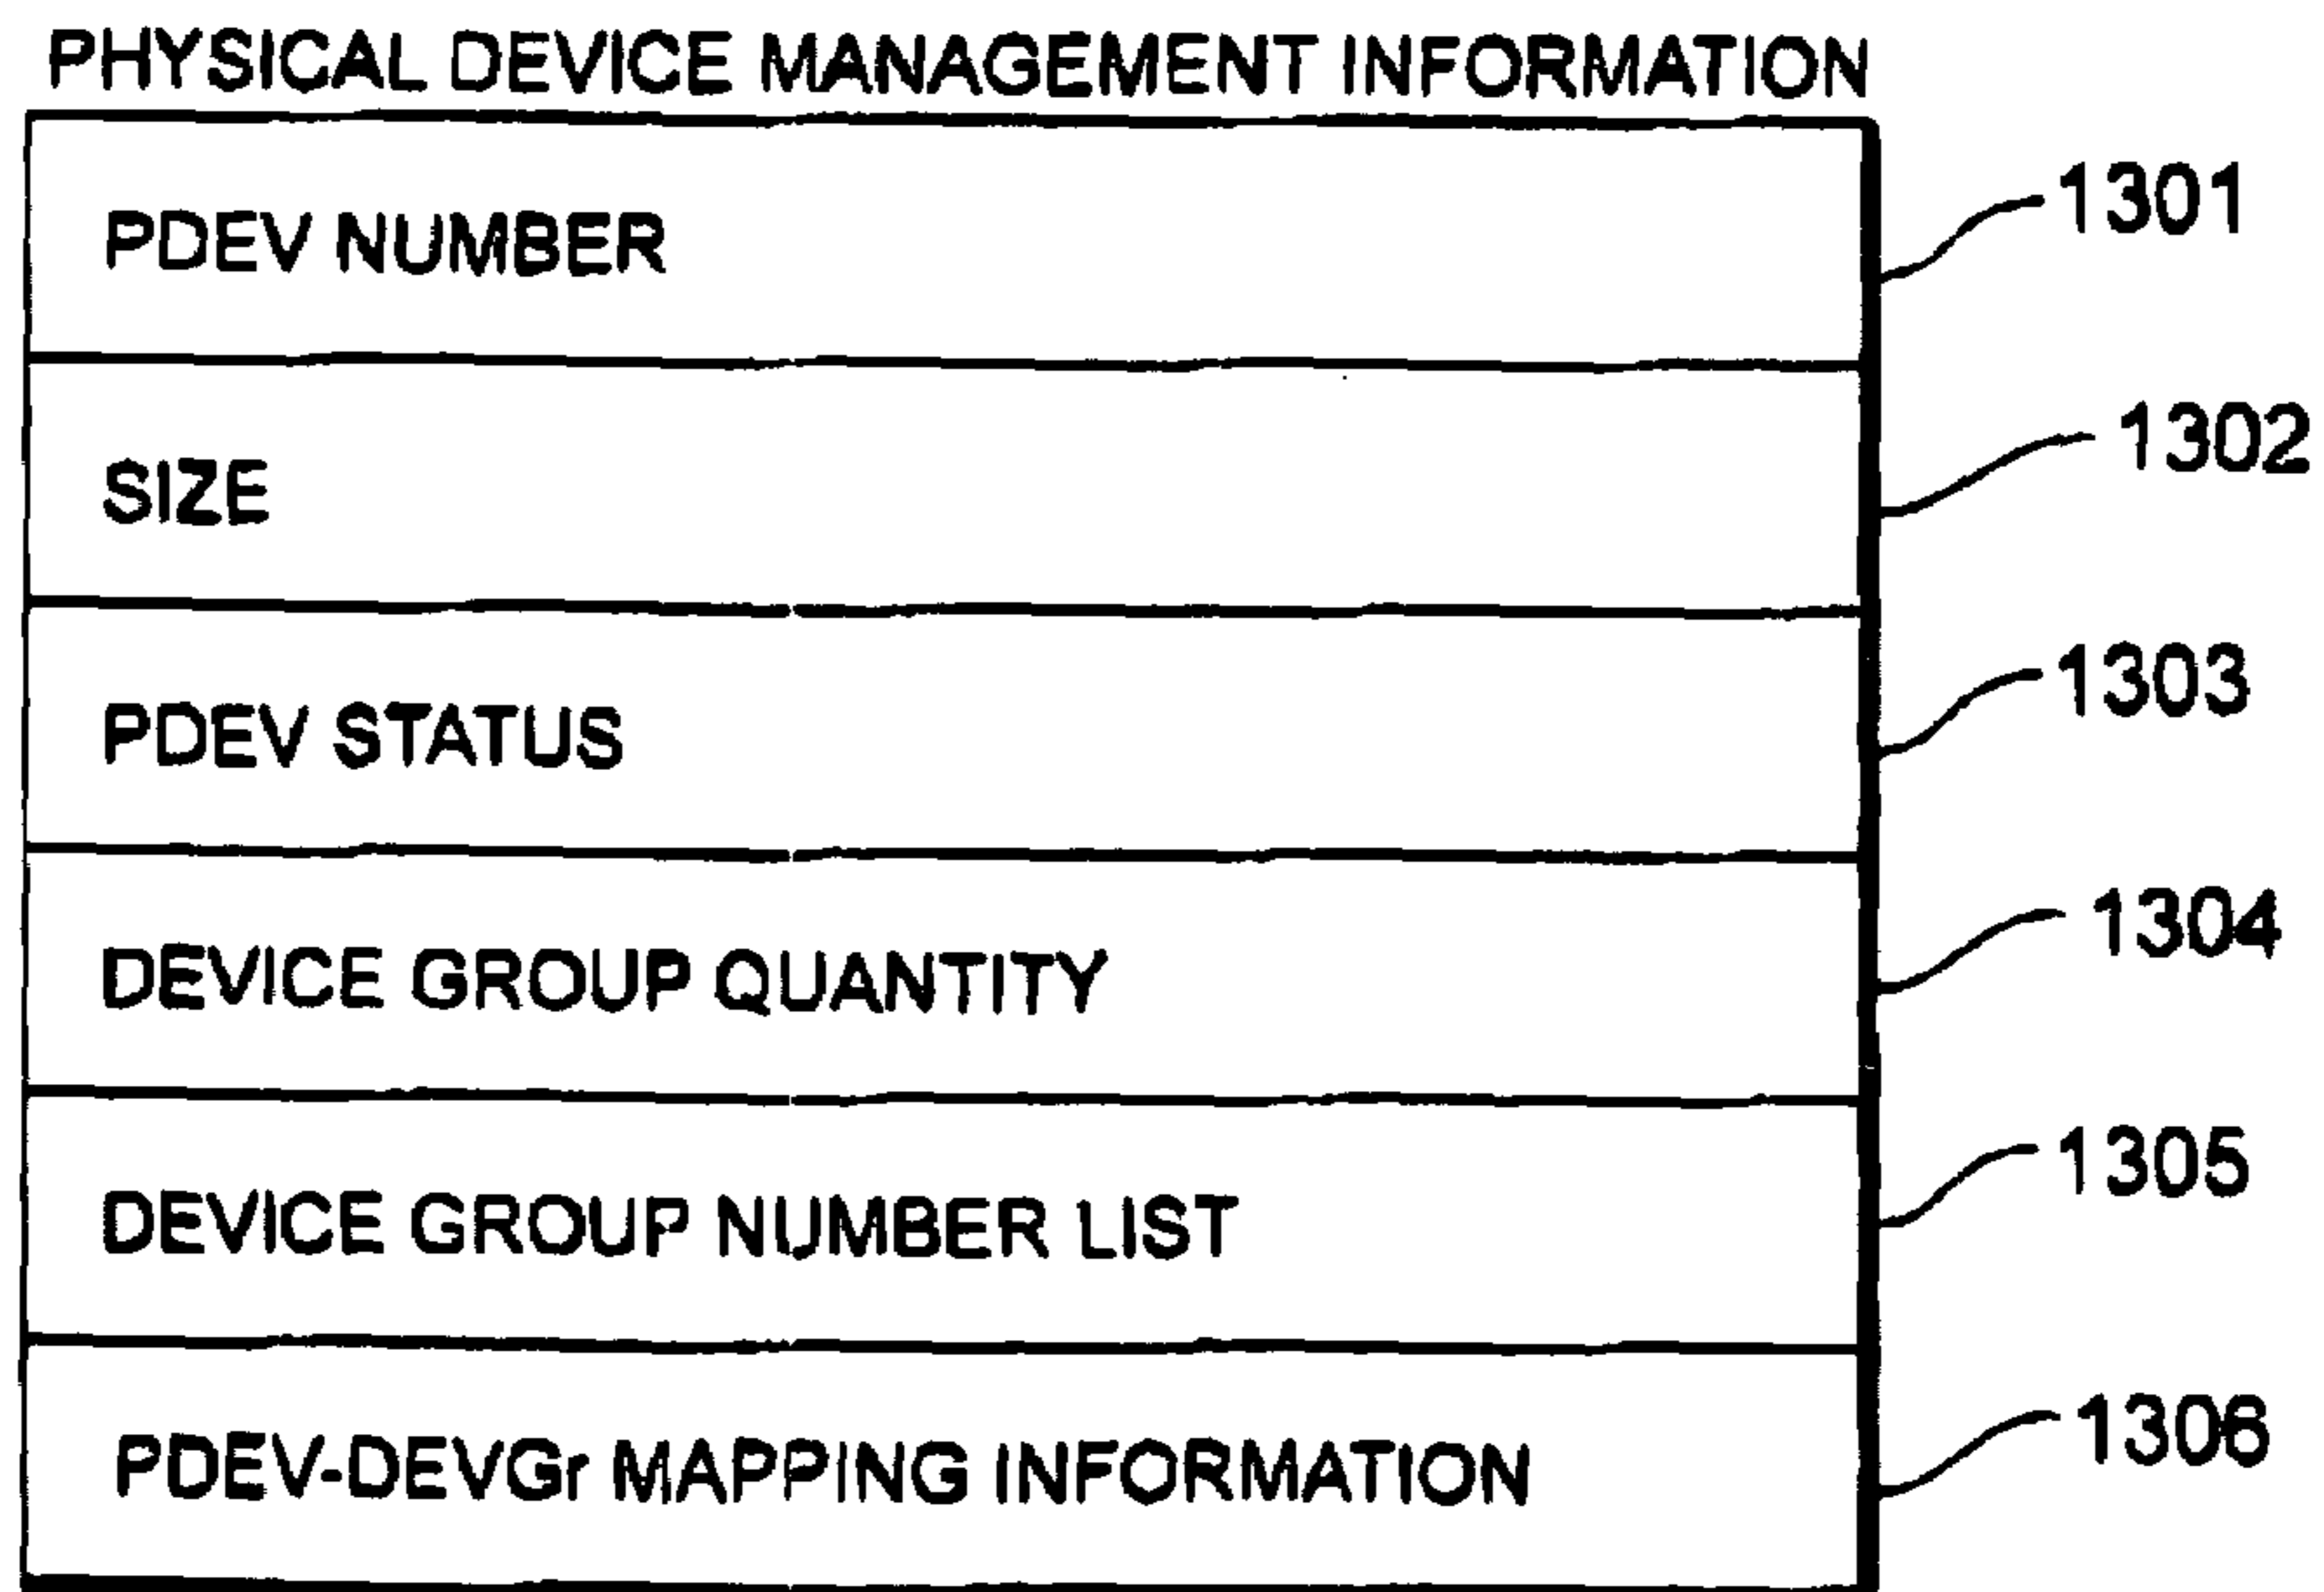 PHYSICAL DEVICE MANAGEMENT INFORMATION
PDEV NUMBER 1301
SIZE 1302
PDEV STATUS 1303
DEVICE GROUP QUANTITY 1304
DEVICE GROUP NUMBER LIST 1305
PDEV-DEVGr MAPPING INFORMATION 1306